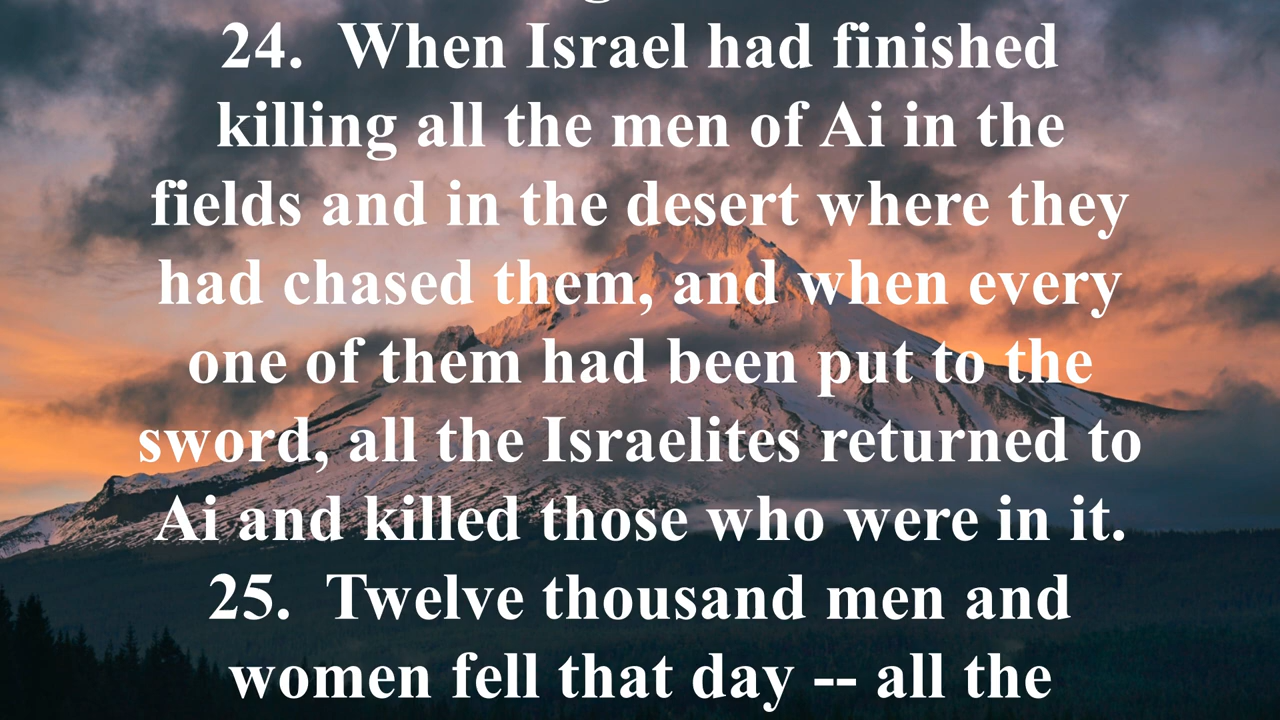 24.  When Israel had finished
killing all the men of Ai in the
fields and in the desert where they
had chased them, and when every
one of them had been put to the
sword, all the Israelites returned to
Ai and killed those who were in it.
25.  Twelve thousand men and
women fell that day -- all the